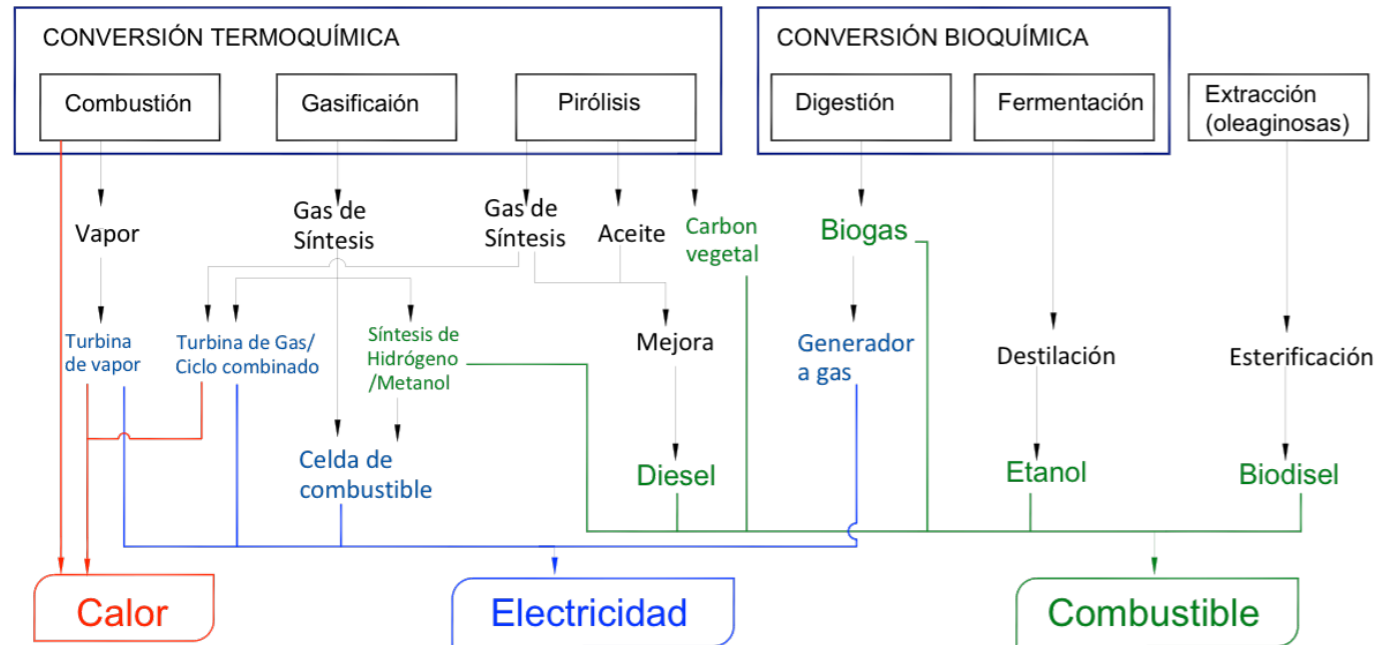 CONVERSIÓN TERMOQUÍMICA
CONVERSIÓN BIOQUÍMICA
Combustión
Gasificaión
Pirólisis
Digestión
Fermentación
Extracción
(oleaginosas)
Vapor
Gas de
Síntesis
Gas de
Síntesis
Aceite
Carbon
vegetal
Biogas
Turbina
de vapor
Turbina de Gas/
Ciclo combinado
Síntesis de
Hidrógeno
/Metanol
Mejora
Generador
a gas
Destilación
Esterificación
Celda de
combustible
Diesel
Etanol
Biodisel
Calor
Electricidad
Combustible